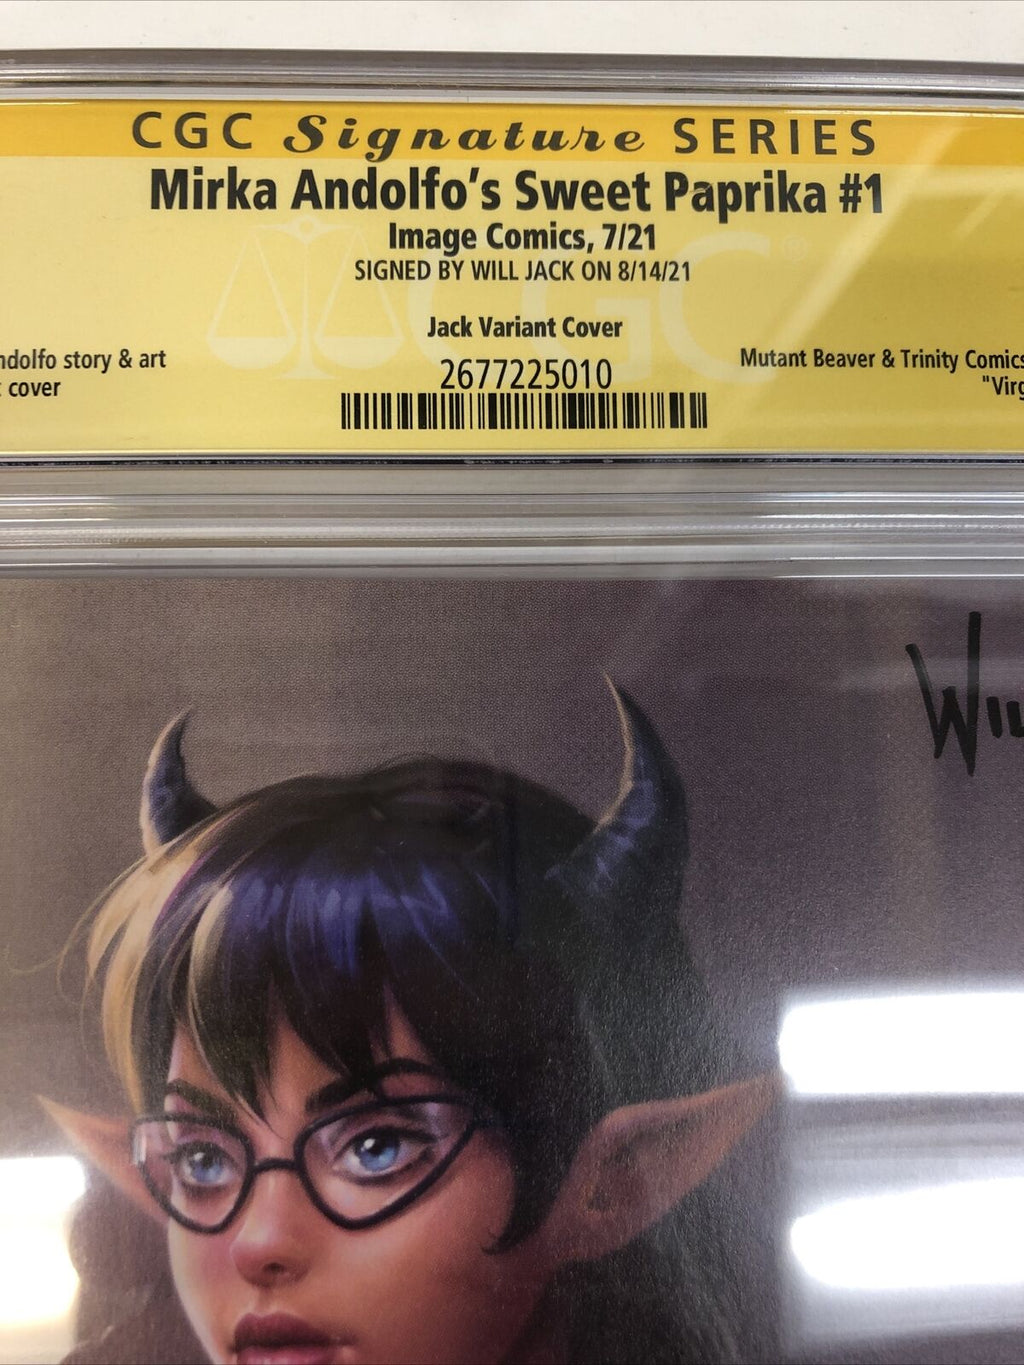 CGC Signature SERIES
Mirka Andolfo's Sweet Paprika #1
Image Comics, 7/21
SIGNED BY WILL JACK ON 8/14/21
Jack Variant Cover
story & art
cover
2677225010
Mutant Beaver & Trinity Comics
CGC